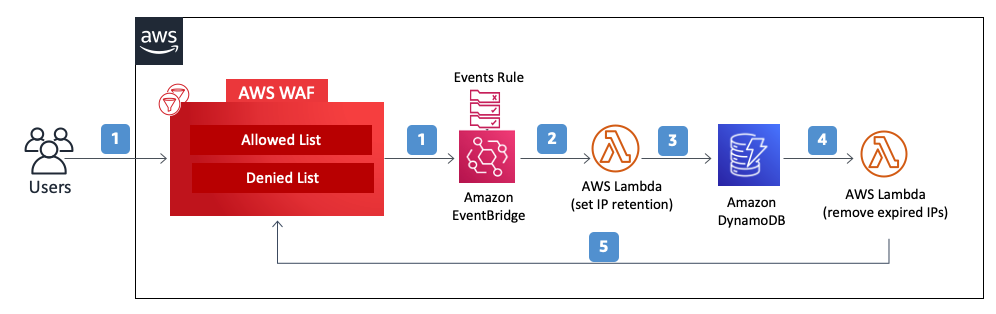 aws
Events Rule
AWS WAF
1
Allowed List
1
2
3
4
Denied List
Users
Amazon
EventBridge
AWS Lambda
(set IP retention)
Amazon
DynamoDB
AWS Lambda
(remove expired IPs)
5